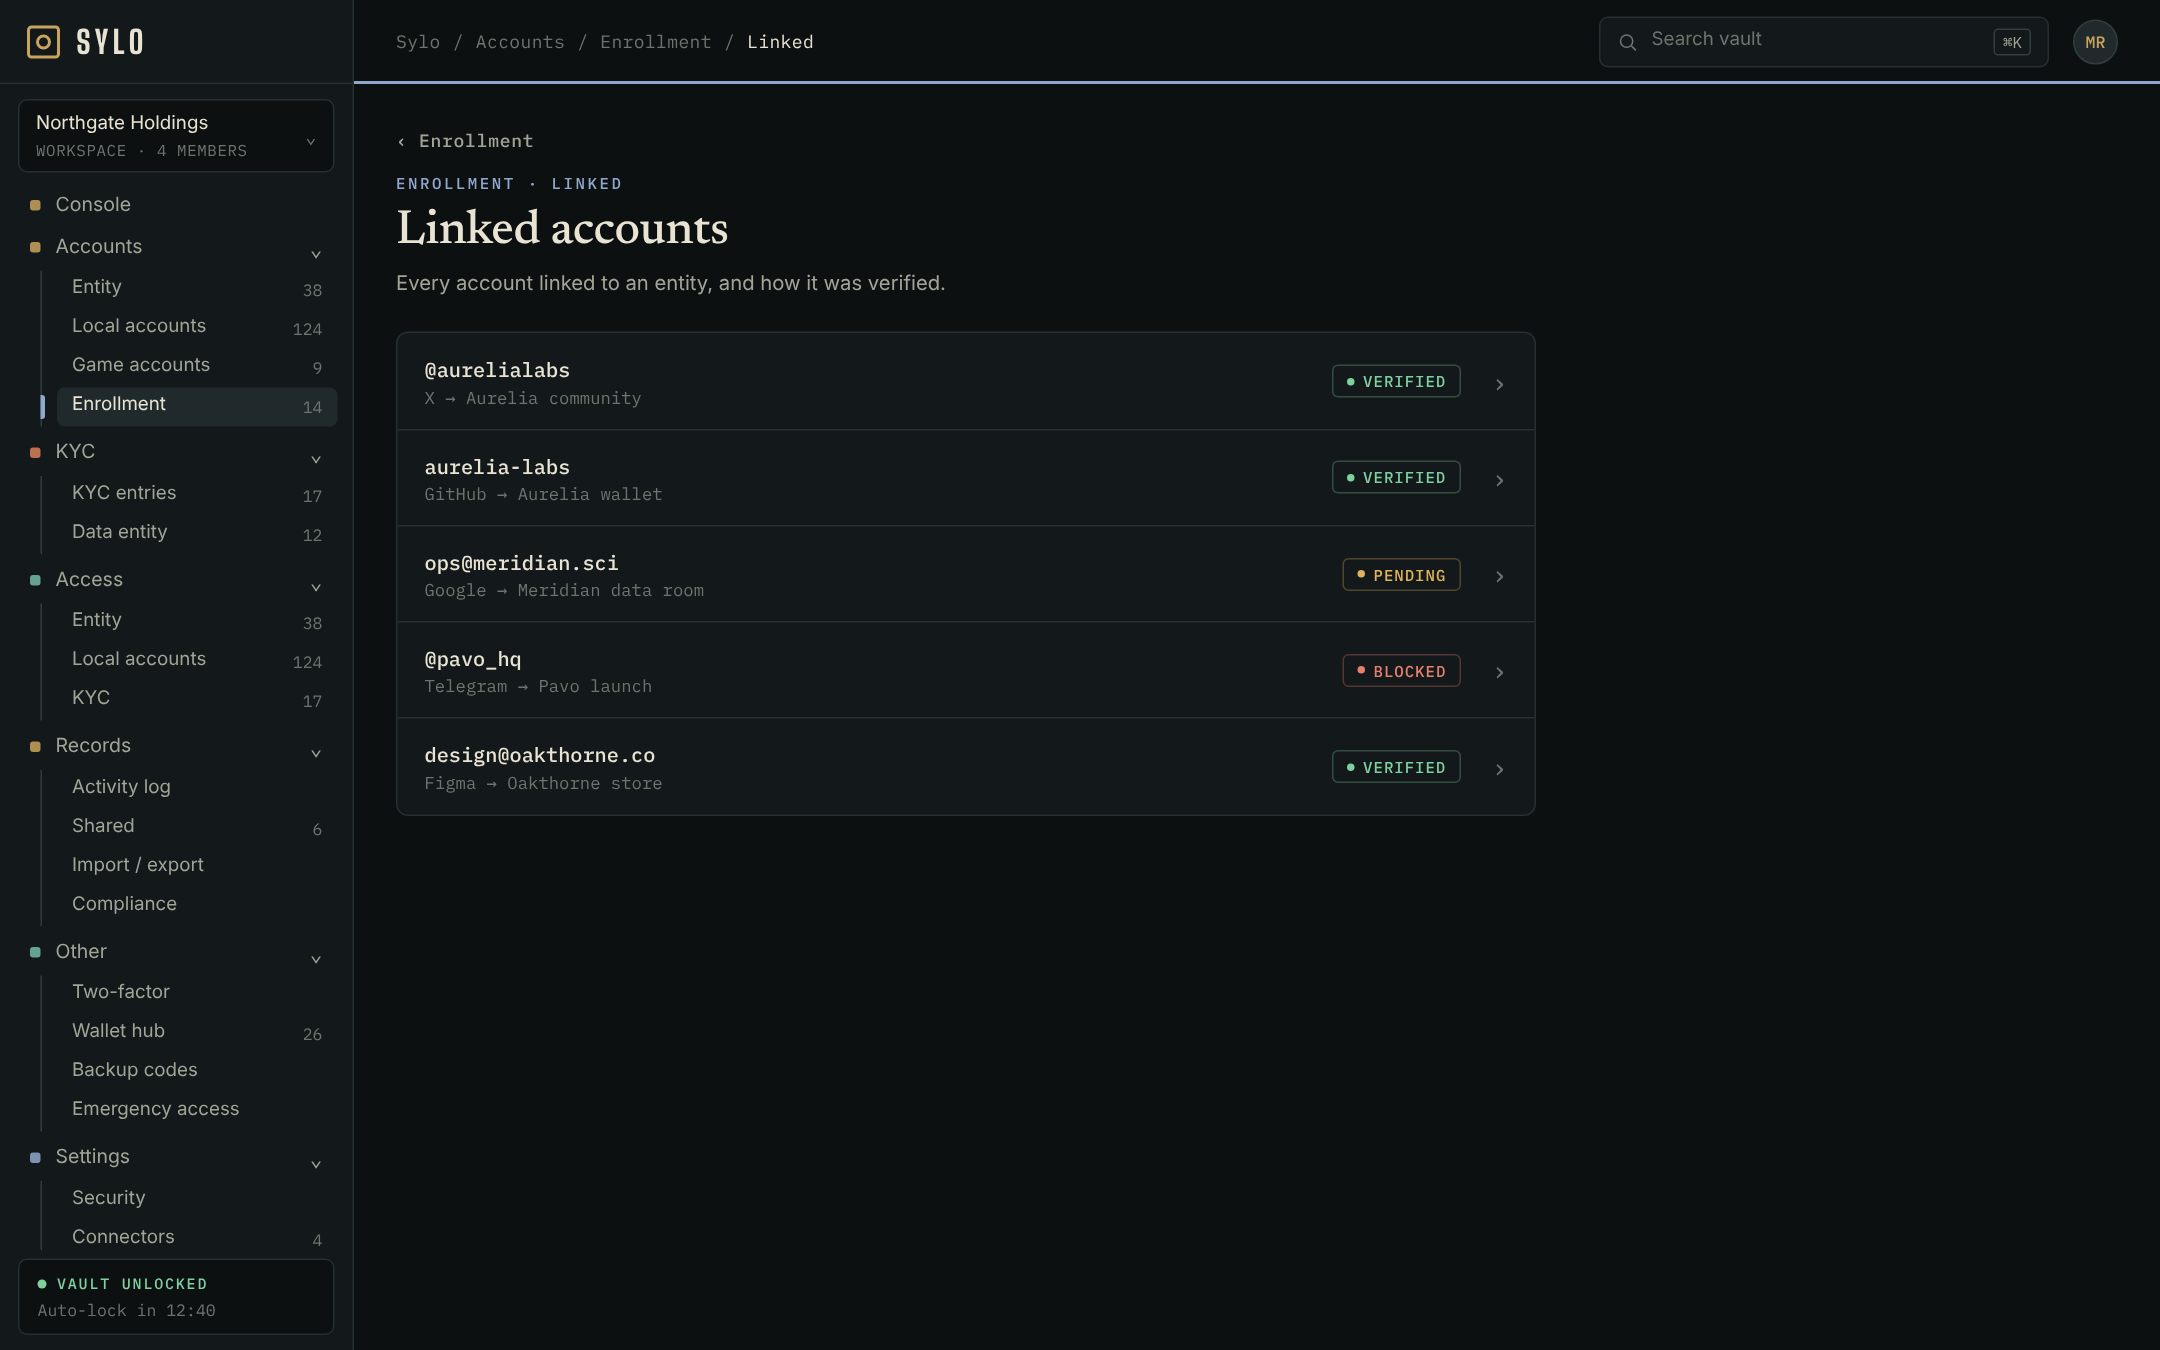 SYLO
Northgate Holdings
WORKSPACE · 4 MEMBERS
Console
Accounts
Entity 38
Local accounts 124
Game accounts 9
Enrollment 14
KYC
KYC entries 17
Data entity 12
Access
Entity 38
Local accounts 124
KYC 17
Records
Activity log
Shared 6
Import / export
Compliance
Other
Two-factor
Wallet hub 26
Backup codes
Emergency access
Settings
Security
Connectors 4
VAULT UNLOCKED
Auto-lock in 12:40
Sylo / Accounts / Enrollment / Linked
Search vault ⌘K
MR
‹ Enrollment
ENROLLMENT · LINKED
Linked accounts
Every account linked to an entity, and how it was verified.
@aurelialabs
X → Aurelia community
VERIFIED
aurelia-labs
GitHub → Aurelia wallet
VERIFIED
ops@meridian.sci
Google → Meridian data room
PENDING
@pavo_hq
Telegram → Pavo launch
BLOCKED
design@oakthorne.co
Figma → Oakthorne store
VERIFIED